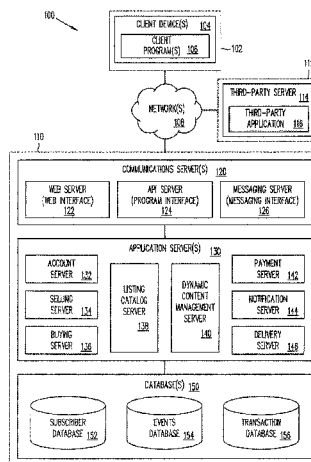 100
CLIENT DEVICE(S) 104
CLIENT
PROGRAM(S) 106
102
NETWORK(S)
108
THIRD-PARTY SERVER
114
THIRD-PARTY
APPLICATION
116
110
COMMUNICATIONS SERVER(S) 120
WEB SERVER
(WEB INTERFACE)
122
API SERVER
(PROGRAM INTERFACE)
124
MESSAGING SERVER
(MESSAGING INTERFACE)
126
APPLICATION SERVER(S) 130
ACCOUNT
SERVER 132
SELLING
SERVER 134
BUYING
SERVER 136
LISTING
CATALOG
SERVER
138
DYNAMIC
CONTENT
MANAGEMENT
SERVER
140
PAYMENT
SERVER 142
NOTIFICATION
SERVER 144
DELIVERY
SERVER 146
DATABASE(S) 150
SUBSCRIBER
DATABASE 152
EVENTS
DATABASE 154
TRANSACTION
DATABASE 156